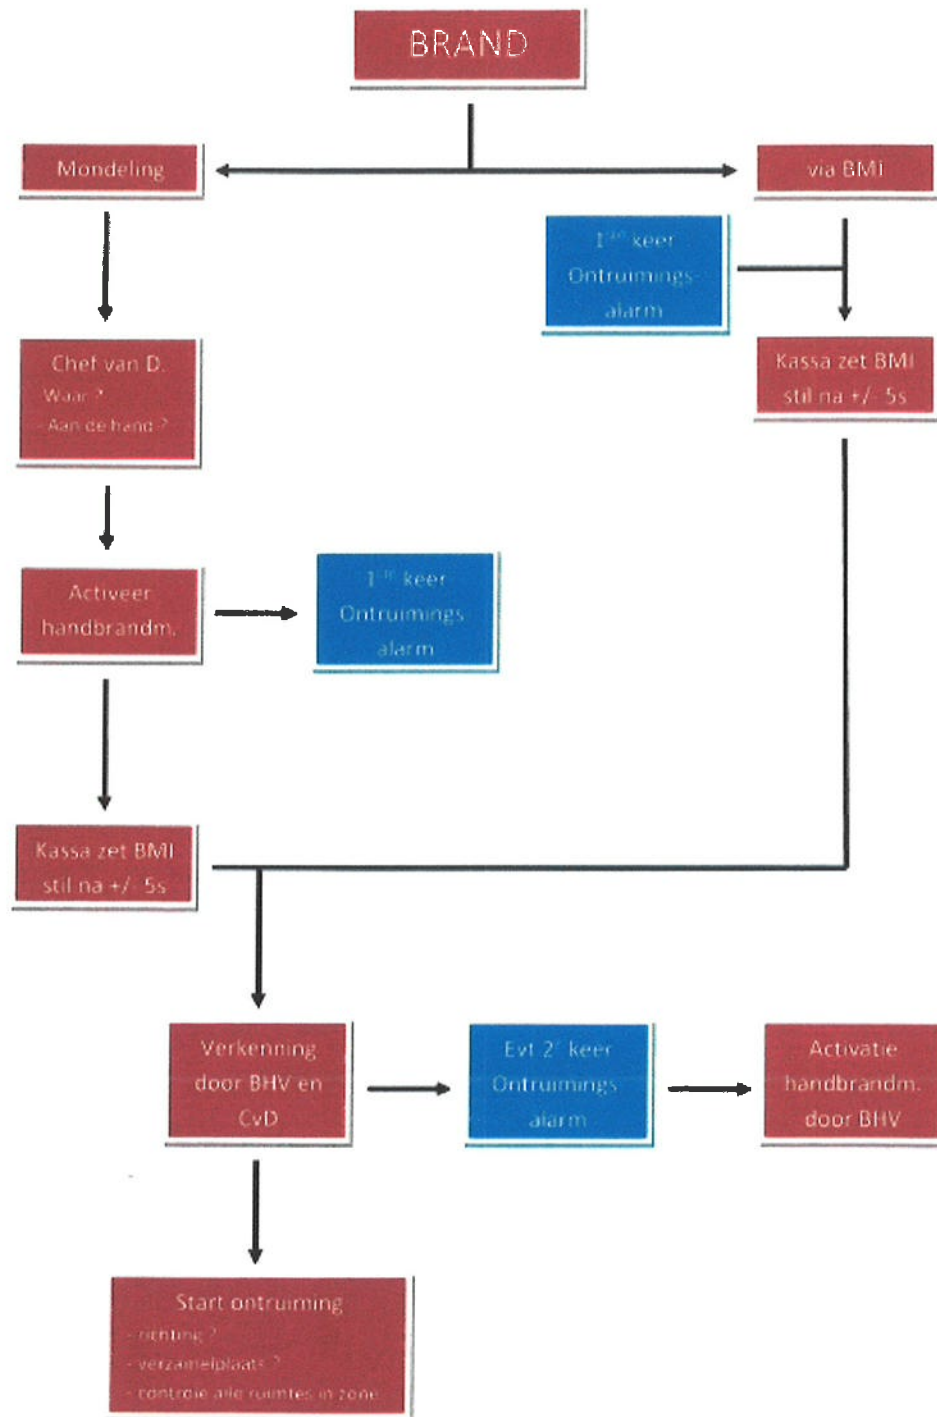 BRAND
Mondeling
via BMI
1ste keer
Ontruimings-
alarm
Chef van D.
Waar ?
- Aan de hand ?
Kassa zet BMI
stil na +/- 5s
Activeer
handbrandm.
1ste keer
Ontruimings
alarm
Kassa zet BMI
stil na +/- 5s
Verkenning
door BHV en
CvD
Evt 2e keer
Ontruimings
alarm
Activatie
handbrandm.
door BHV
Start ontruiming
- richting ?
- verzamelplaats ?
- controle alle ruimtes in zone